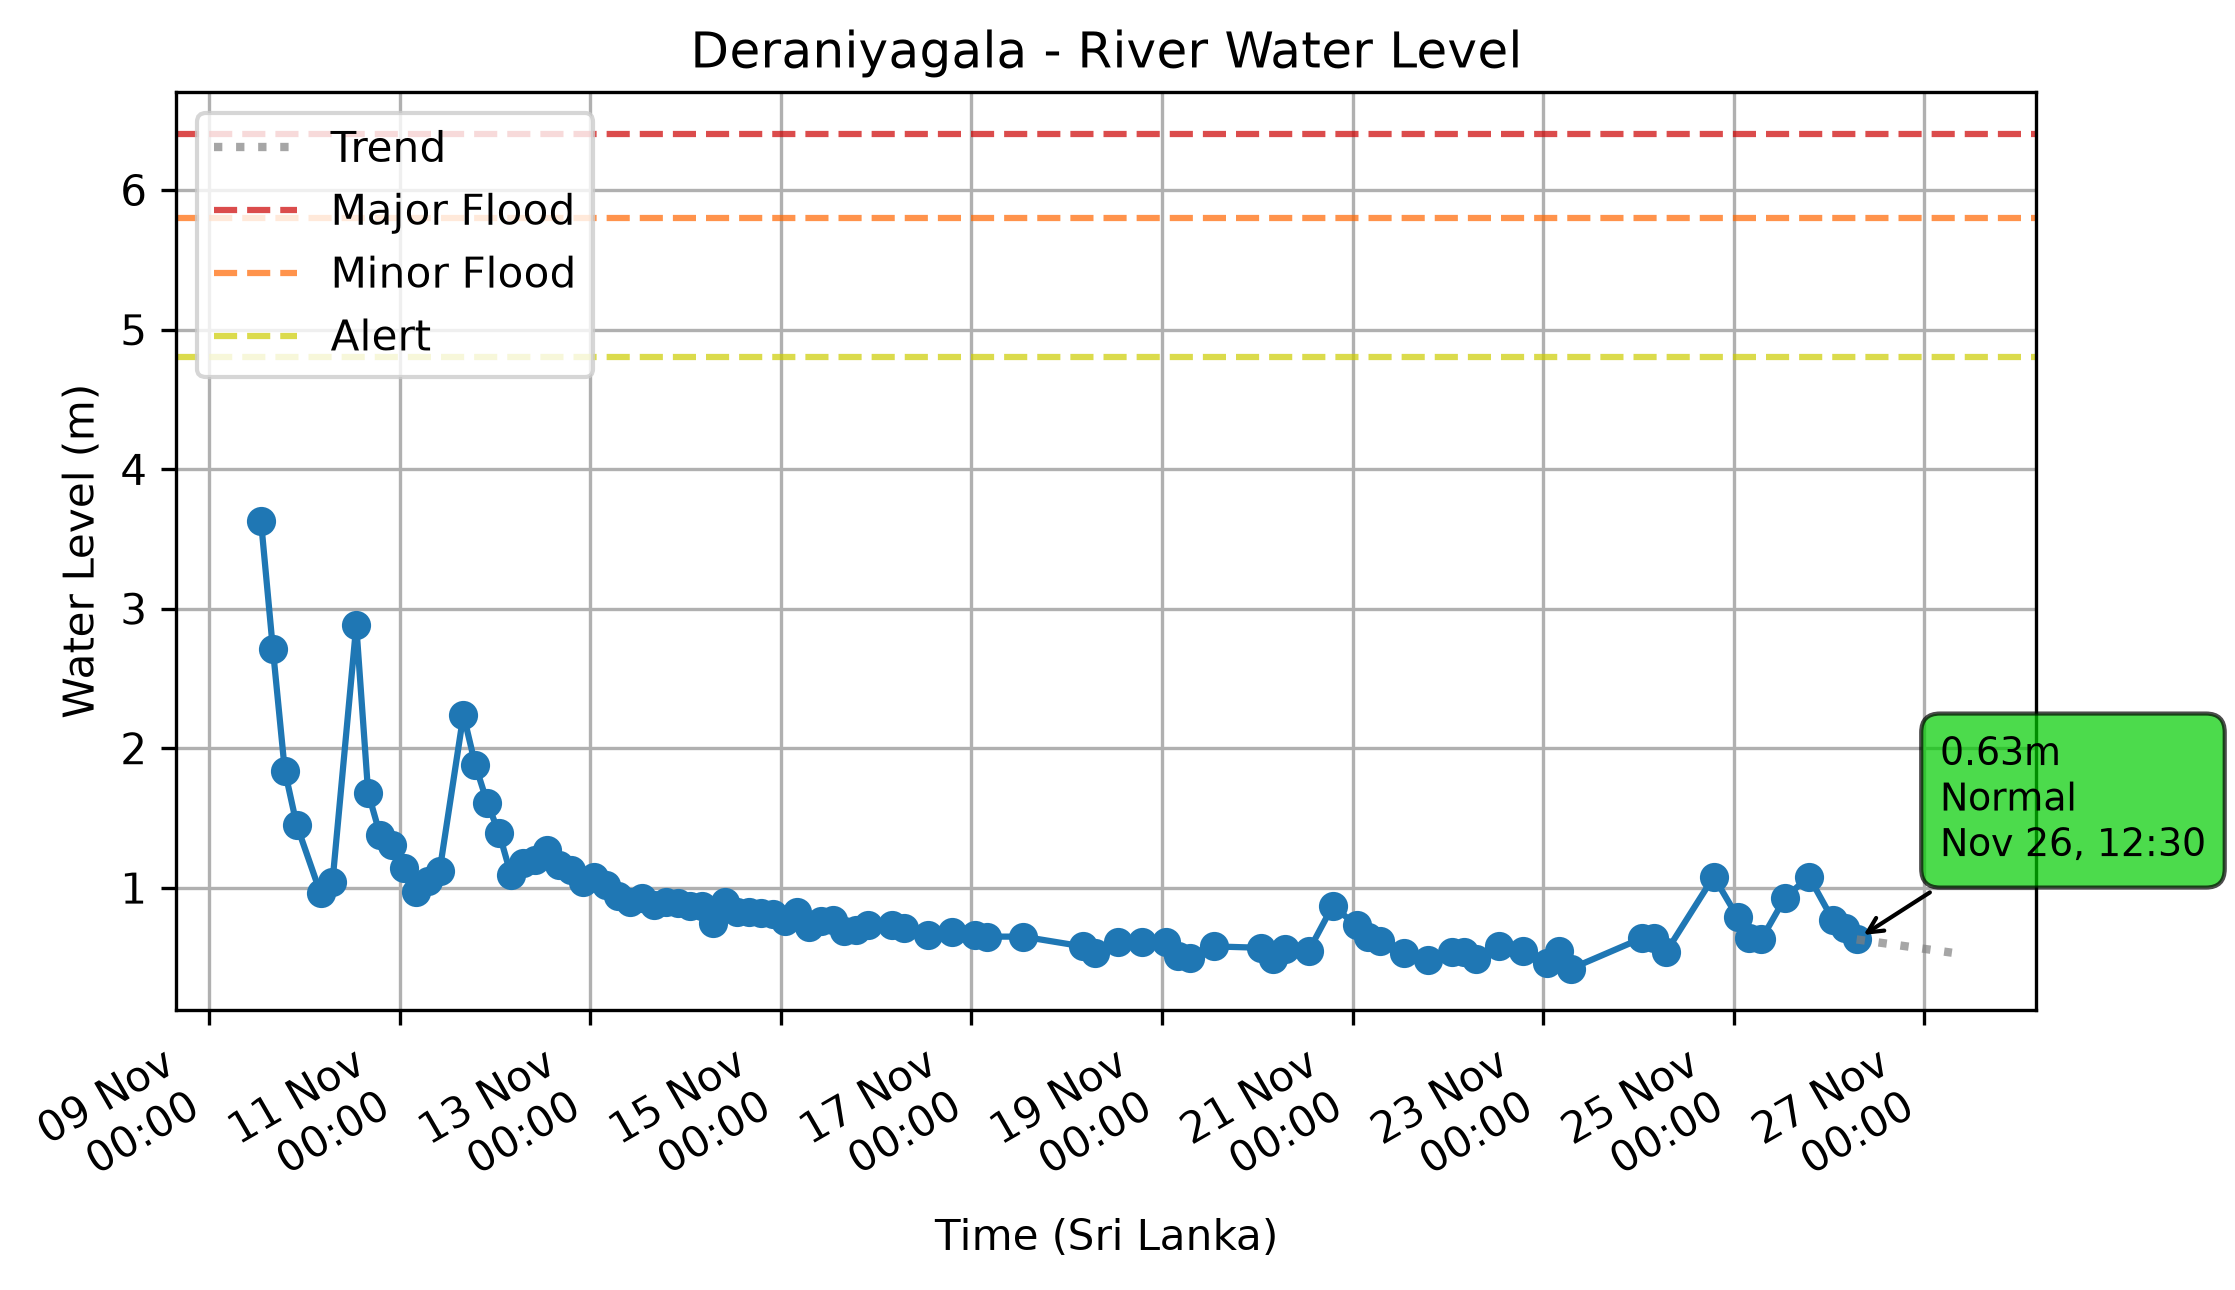 Deraniyagala - River Water Level
Trend
Major Flood
Minor Flood
Alert
Water Level (m)
6
5
4
3
2
1
0.63m
Normal
Nov 26, 12:30
09 Nov
00:00
11 Nov
00:00
13 Nov
00:00
15 Nov
00:00
17 Nov
00:00
19 Nov
00:00
21 Nov
00:00
23 Nov
00:00
25 Nov
00:00
27 Nov
00:00
Time (Sri Lanka)